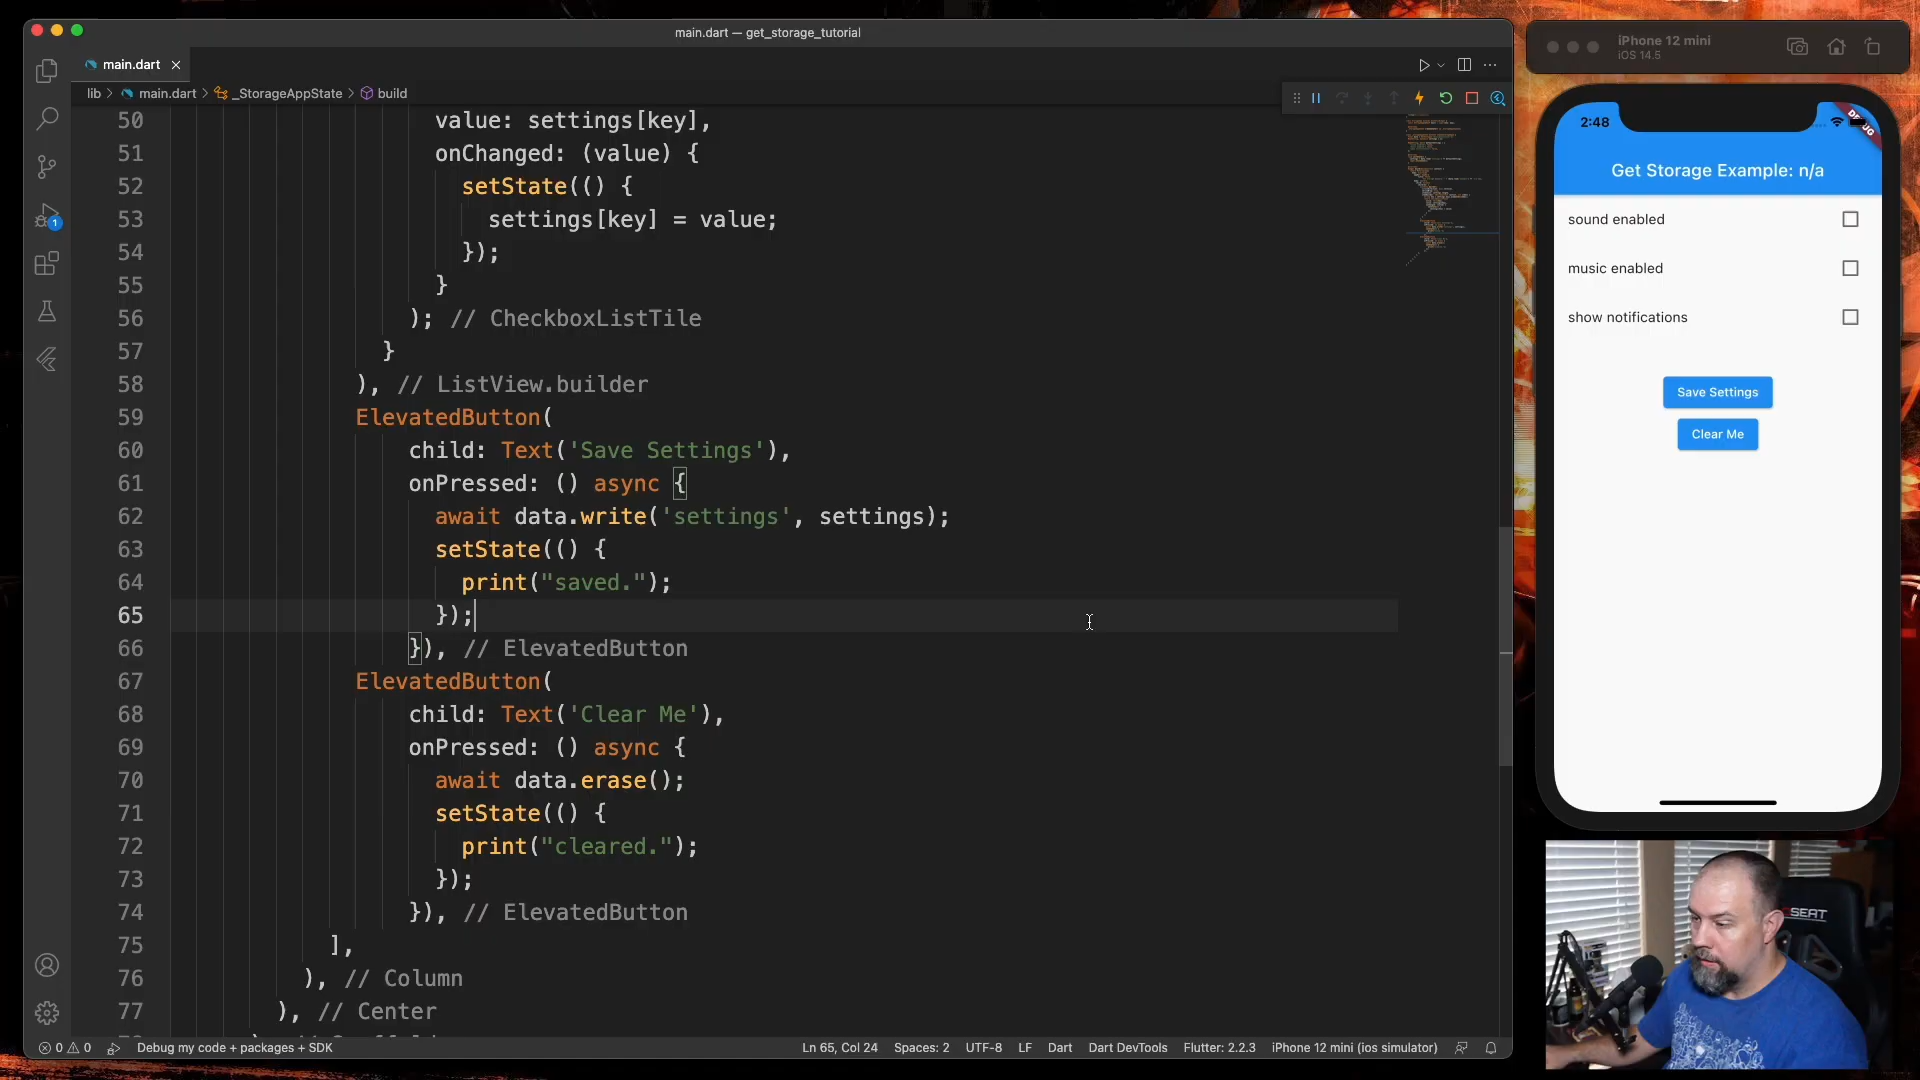 main.dart — get_storage_tutorial
main.dart
lib > main.dart > _StorageAppState > build
50 value: settings[key],
51 onChanged: (value) {
52 setState(() {
53 settings[key] = value;
54 });
55 }
56 ); // CheckboxListTile
57 }
58 ), // ListView.builder
59 ElevatedButton(
60 child: Text('Save Settings'),
61 onPressed: () async {
62 await data.write('settings', settings);
63 setState(() {
64 print("saved.");
65 });
66 }), // ElevatedButton
67 ElevatedButton(
68 child: Text('Clear Me'),
69 onPressed: () async {
70 await data.erase();
71 setState(() {
72 print("cleared.");
73 });
74 }), // ElevatedButton
75 ],
76 ), // Column
77 ), // Center
1
0 0 Debug my code + packages + SDK Ln 65, Col 24 Spaces: 2 UTF-8 LF Dart Dart DevTools Flutter: 2.2.3 iPhone 12 mini (ios simulator)
iPhone 12 mini
iOS 14.5
2:48
DEBUG
Get Storage Example: n/a
sound enabled
music enabled
show notifications
Save Settings
Clear Me
SEAT